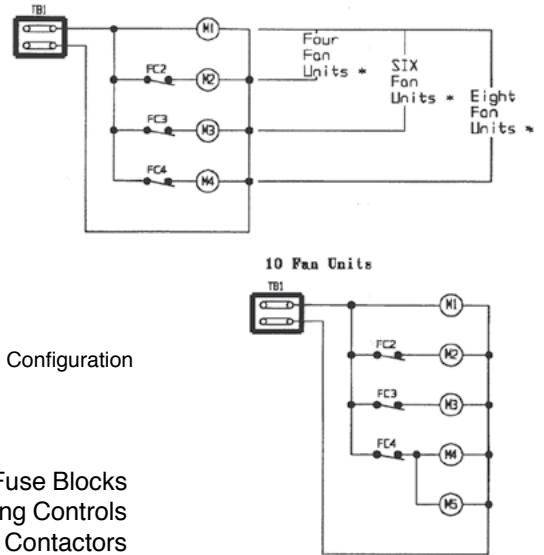 TB1
M1
Four
Fan
Units *
SIX
Fan
Units *
Eight
Fan
Units *
FC2
M2
FC3
M3
FC4
M4
10 Fan Units
TB1
M1
FC2
M2
Configuration
FC3
M3
FC4
M4
Fuse Blocks
ng Controls
M5
Contactors